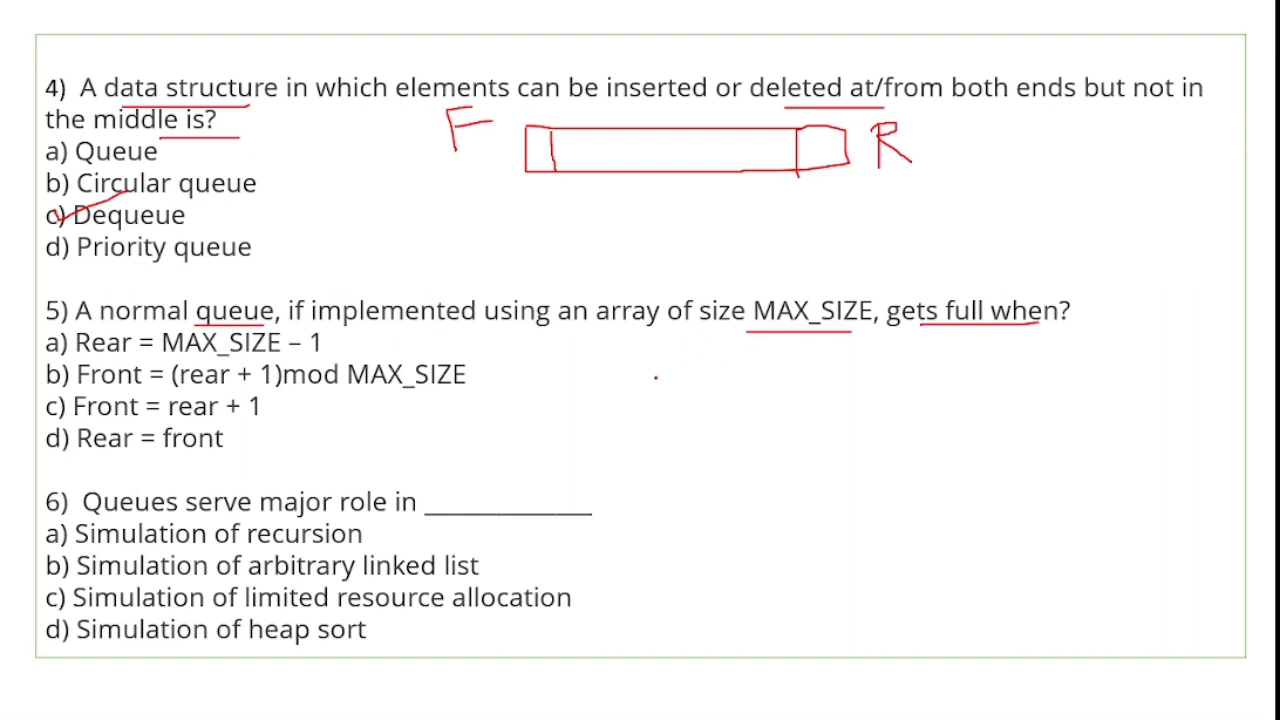 4) A data structure in which elements can be inserted or deleted at/from both ends but not in
the middle is?
F
R
a) Queue
b) Circular queue
c) Dequeue
d) Priority queue
5) A normal queue, if implemented using an array of size MAX_SIZE, gets full when?
a) Rear = MAX_SIZE – 1
b) Front = (rear + 1)mod MAX_SIZE
c) Front = rear + 1
d) Rear = front
6) Queues serve major role in ______________
a) Simulation of recursion
b) Simulation of arbitrary linked list
c) Simulation of limited resource allocation
d) Simulation of heap sort